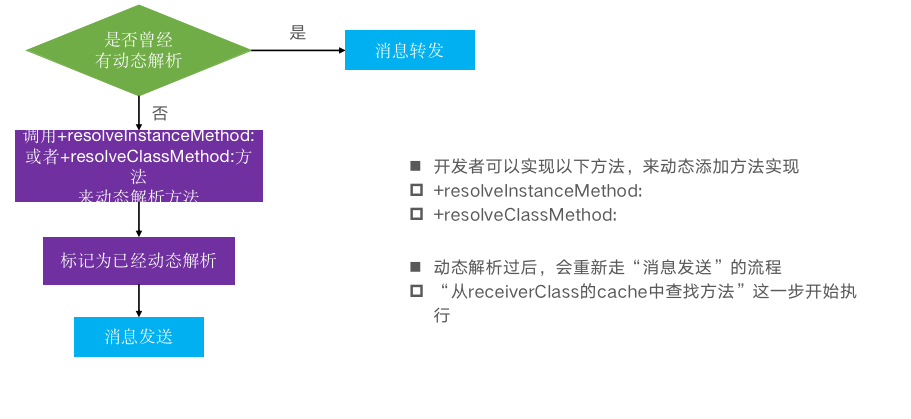 是否曾经
有动态解析
是
消息转发
否
调用+resolveInstanceMethod:
或者+resolveClassMethod:方
法
来动态解析方法
标记为已经动态解析
消息发送
开发者可以实现以下方法，来动态添加方法实现
+resolveInstanceMethod:
+resolveClassMethod:
动态解析过后，会重新走“消息发送”的流程
“从receiverClass的cache中查找方法”这一步开始执
行